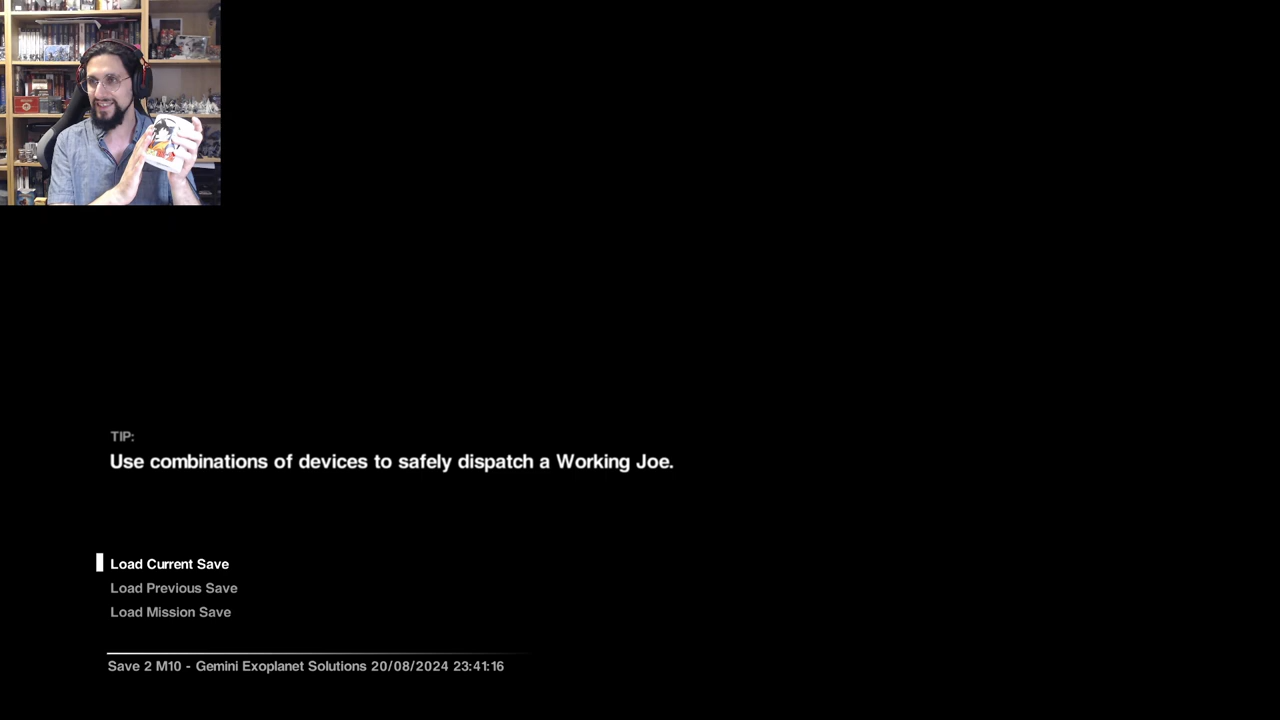 TIP:
Use combinations of devices to safely dispatch a Working Joe.
Load Current Save
Load Previous Save
Load Mission Save
Save 2 M10 - Gemini Exoplanet Solutions 20/08/2024 23:41:16